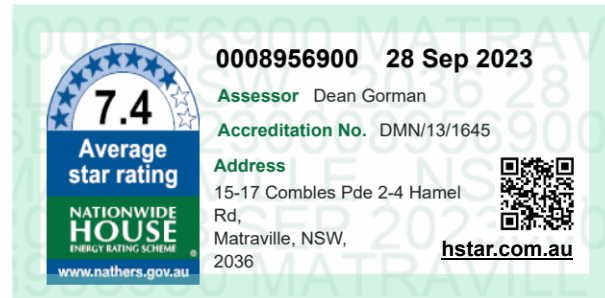 0008956900 28 Sep 2023
7.4
Average
star rating
NATIONWIDE
HOUSE
ENERGY RATING SCHEME
®
www.nathers.gov.au
Assessor Dean Gorman
Accreditation No. DMN/13/1645
Address
15-17 Combles Pde 2-4 Hamel
Rd,
Matraville, NSW,
2036
hstar.com.au